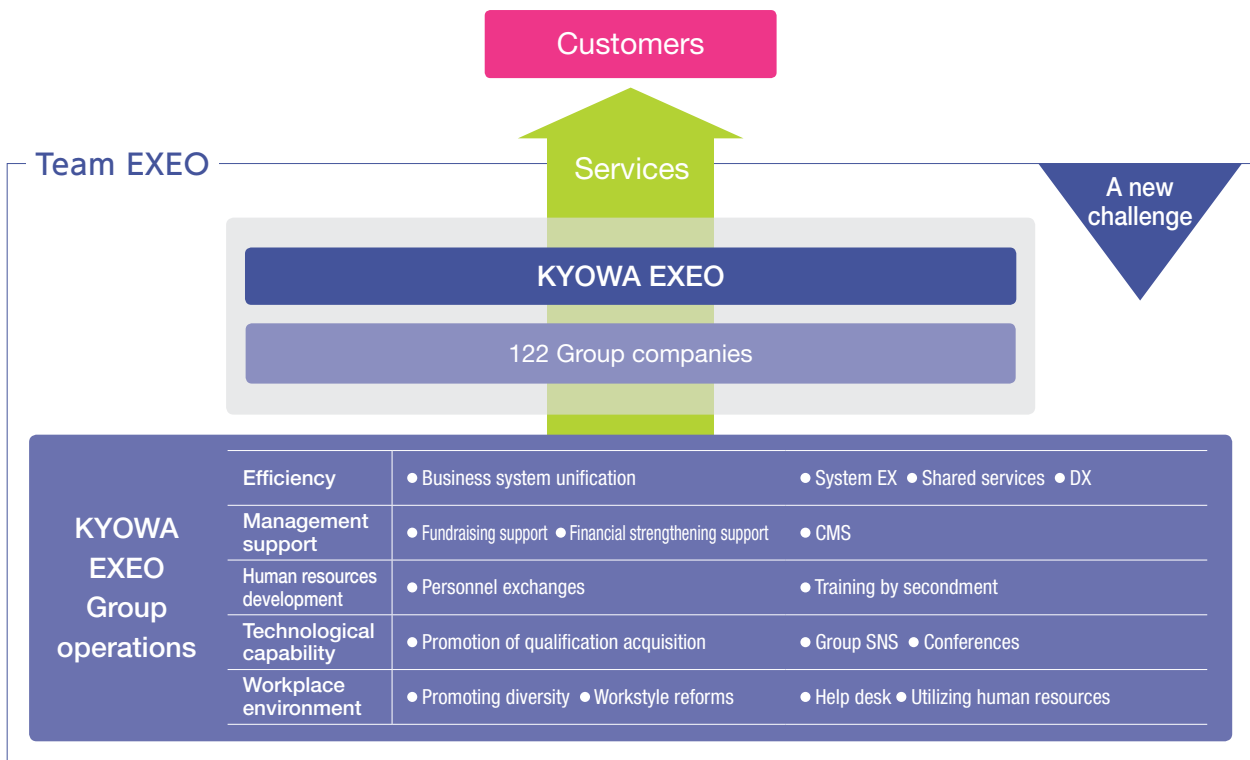 Customers
Team EXEO
Services
A new
challenge
KYOWA EXEO
122 Group companies
KYOWA
EXEO
Group
operations
Efficiency
● Business system unification
● System EX ● Shared services ● DX
Management
support
● Fundraising support ● Financial strengthening support
● CMS
Human resources
development
● Personnel exchanges
● Training by secondment
Technological
capability
● Promotion of qualification acquisition
● Group SNS ● Conferences
Workplace
environment
● Promoting diversity ● Workstyle reforms
● Help desk ● Utilizing human resources